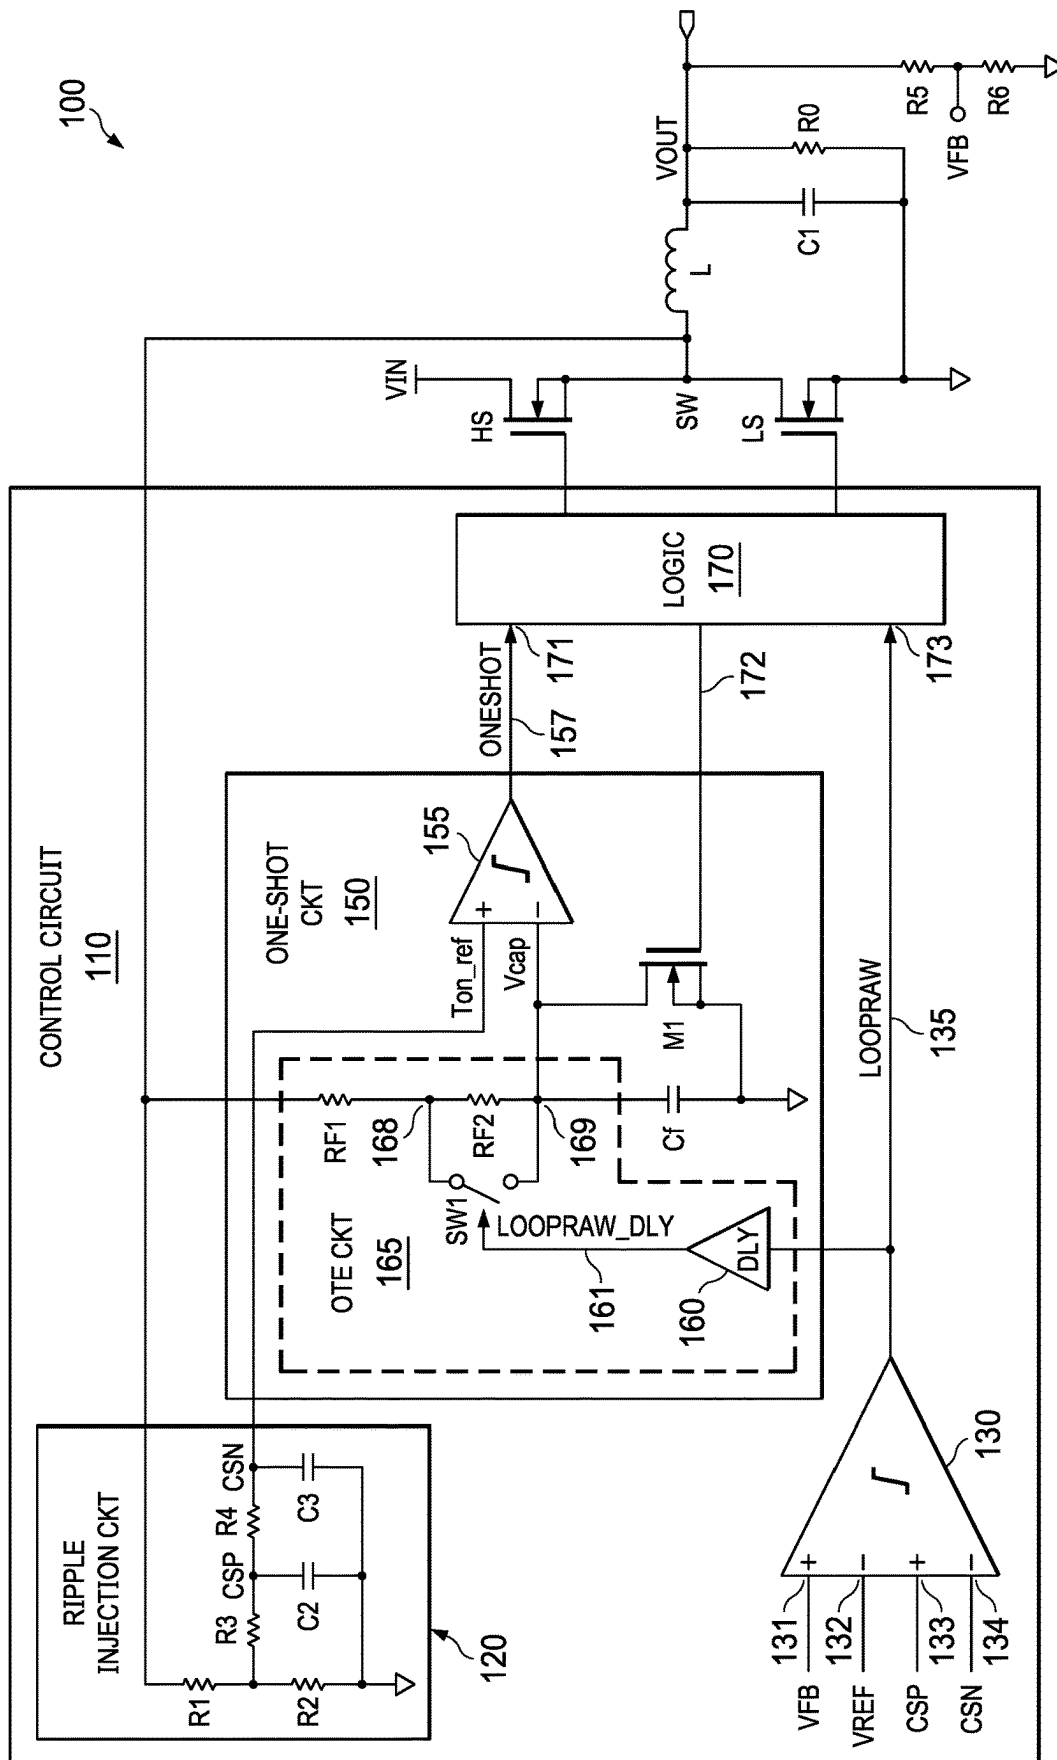 100
CONTROL CIRCUIT
110
RIPPLE
INJECTION CKT
R1
R2
R3
CSP
R4
CSN
C2
C3
120
ONE-SHOT
CKT
150
OTE CKT
165
RF1
168
RF2
169
SW1
LOOPRAW_DLY
161
160
DLY
Cf
M1
Ton_ref
Vcap
+
−
155
ONESHOT
157
171
172
173
LOGIC
170
LOOPRAW
135
130
+
−
+
−
131
132
133
134
VFB
VREF
CSP
CSN
VIN
HS
SW
LS
L
VOUT
C1
R0
R5
VFB
R6